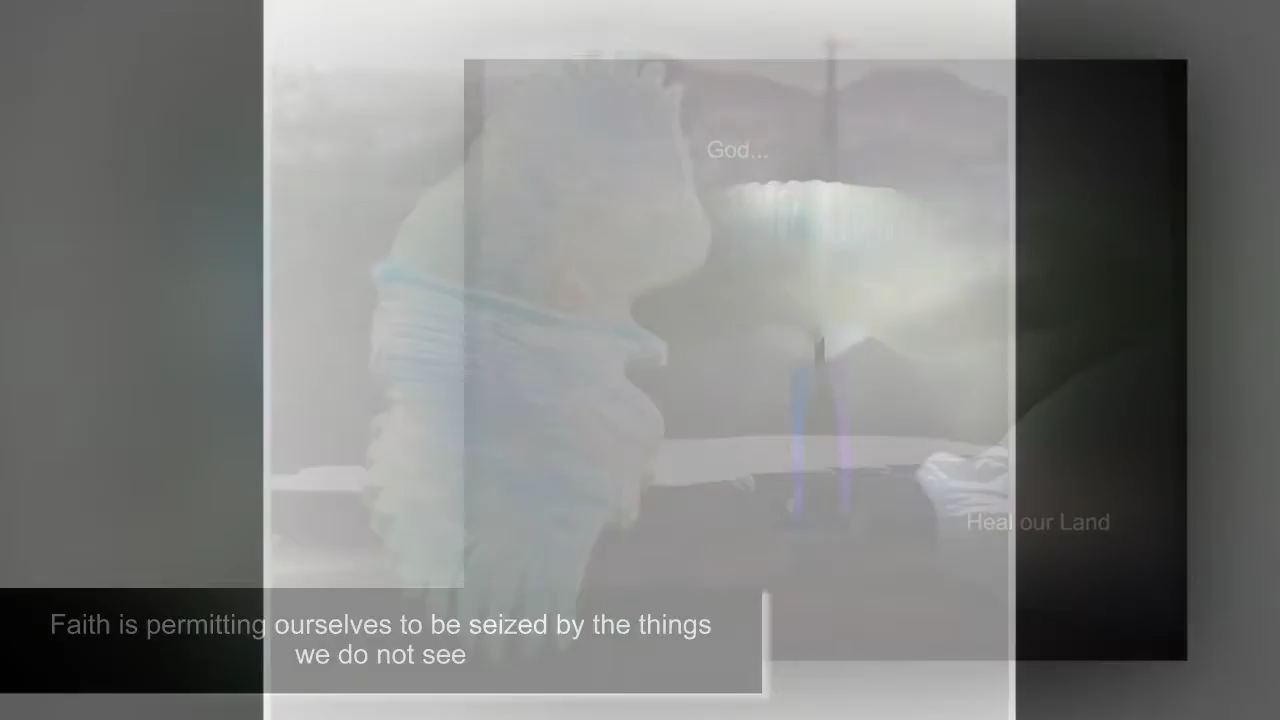 God...
Heal our Land
Faith is permitting ourselves to be seized by the things
we do not see